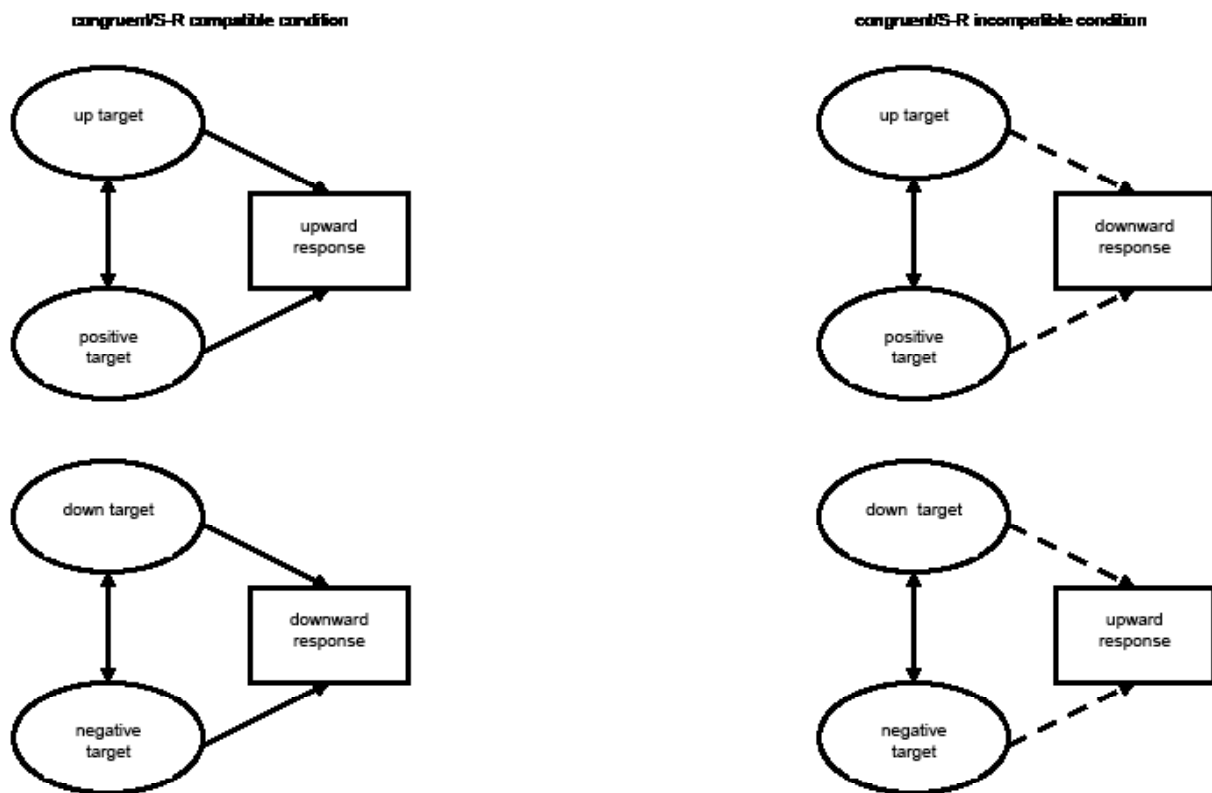 congruent/S-R compatible condition
congruent/S-R incompatible condition
up target
upward
response
positive
target
up target
downward
response
positive
target
down target
downward
response
negative
target
down target
upward
response
negative
target